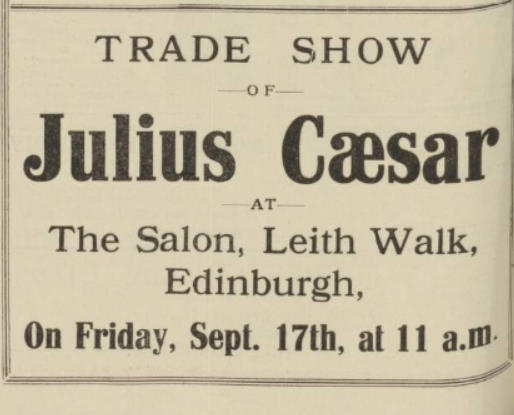 TRADE SHOW
OF
Julius Cæsar
AT
The Salon, Leith Walk,
Edinburgh,
On Friday, Sept. 17th, at 11 a.m.